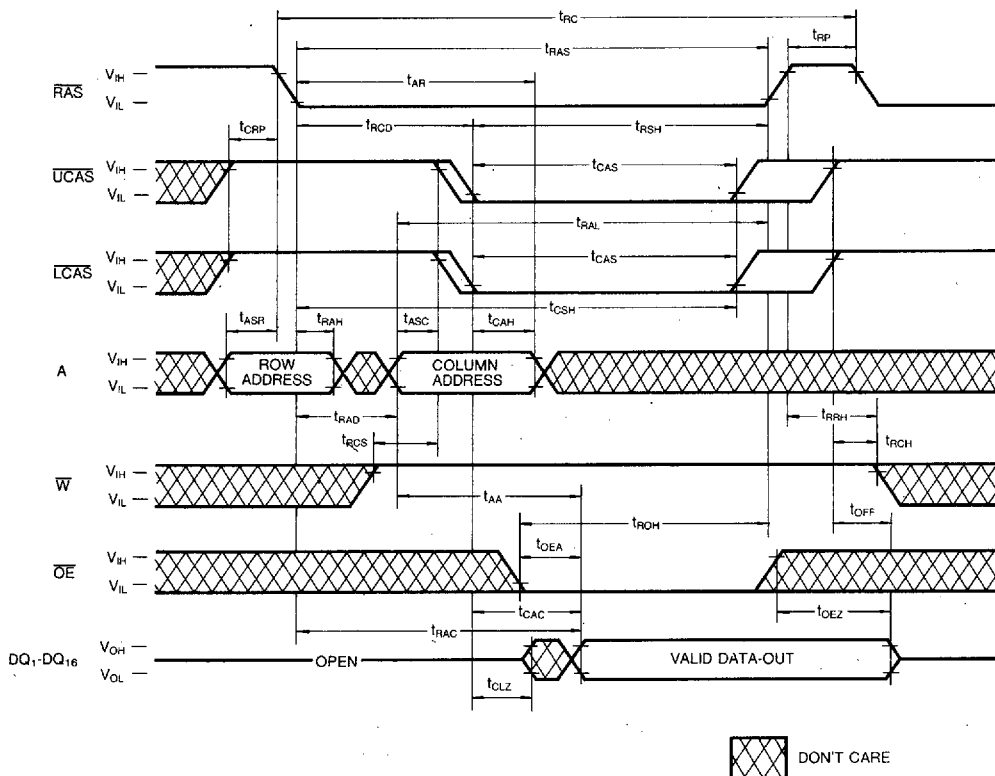 tRC
tRP
tRAS
tAR
RAS
VIH
VIL
tCRP
tRCD
tRSH
UCAS
VIH
VIL
tCAS
tRAL
LCAS
VIH
VIL
tCAS
tCSH
tASR
tRAH
tASC
tCAH
A
VIH
VIL
ROW ADDRESS
COLUMN ADDRESS
tRAD
tRRH
tRCS
tRCH
W
VIH
VIL
tAA
tOFF
tROH
OE
VIH
VIL
tOEA
tCAC
tOEZ
tRAC
DQ1-DQ16
VOH
VOL
OPEN
VALID DATA-OUT
tCLZ
DON'T CARE